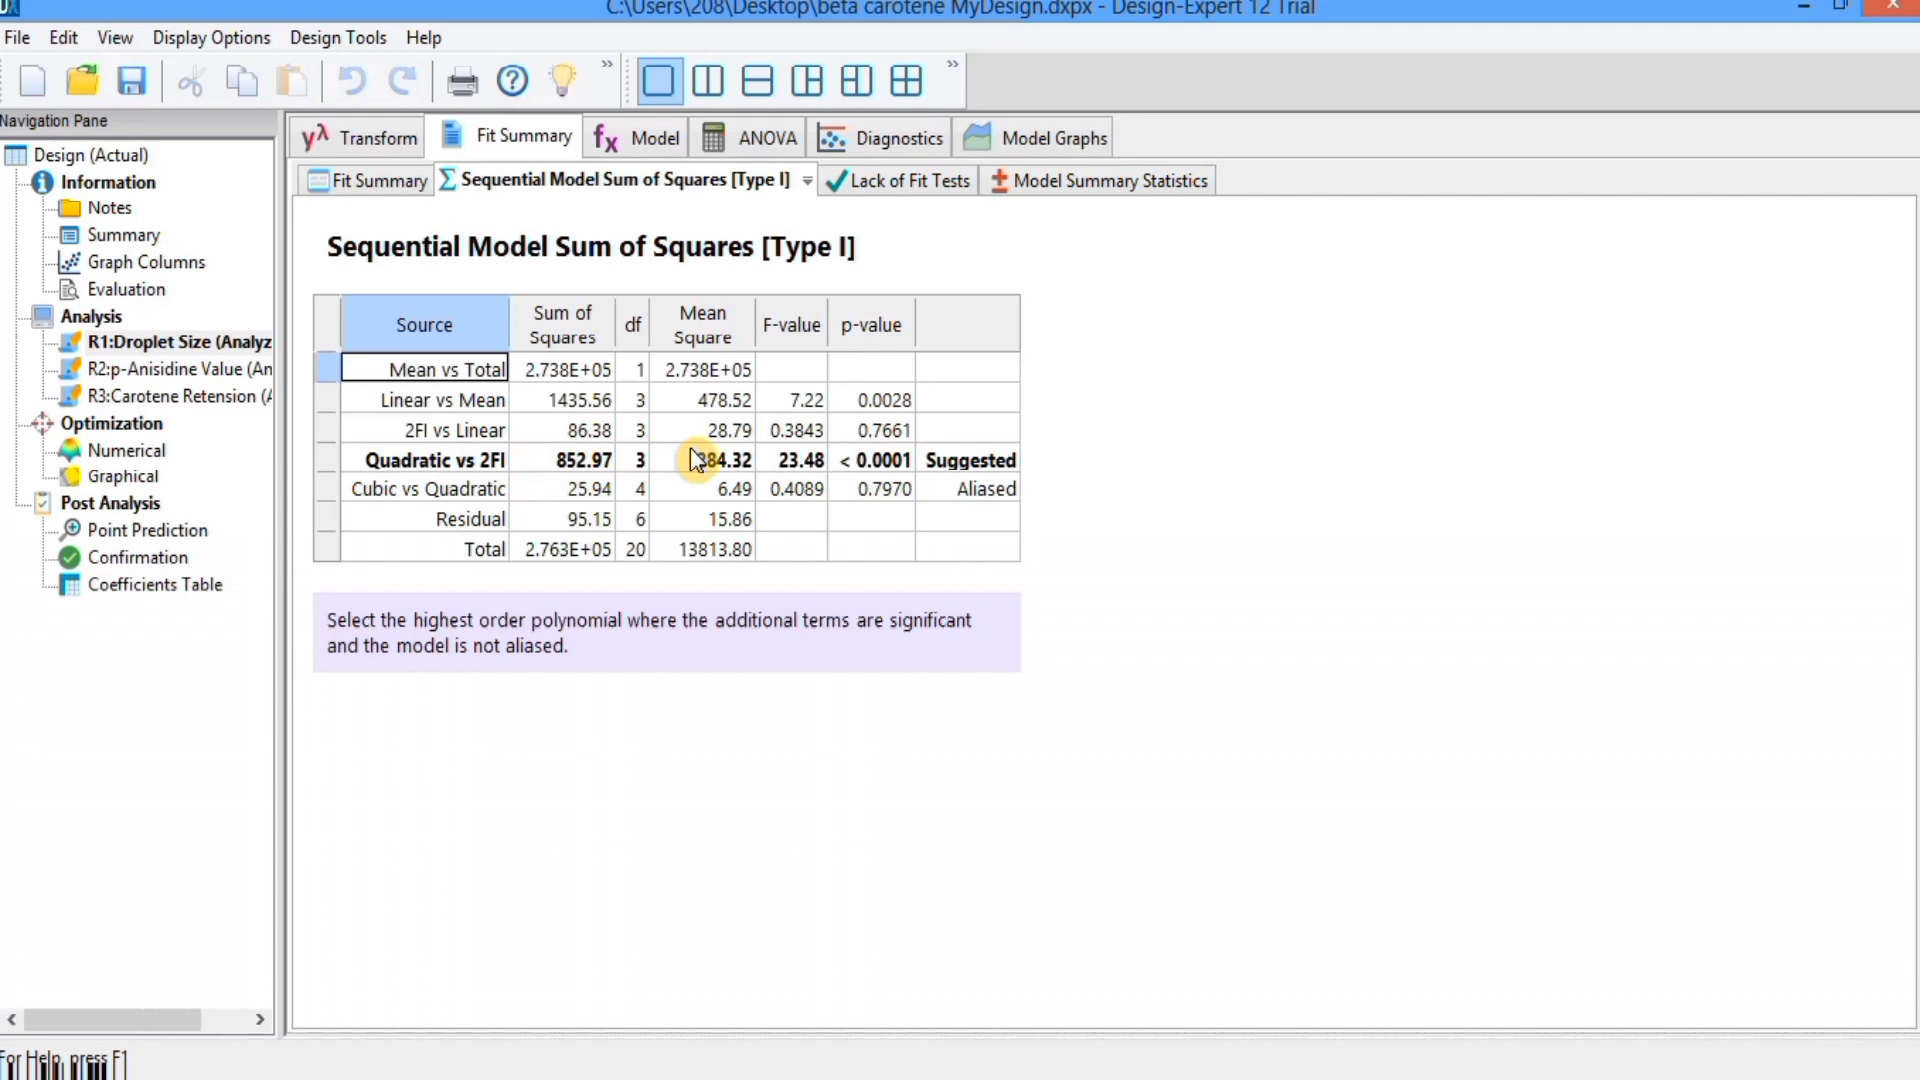 C:\Users\208\Desktop\beta carotene MyDesign.dxpx - Design-Expert 12 Trial
File Edit View Display Options Design Tools Help
Navigation Pane
Design (Actual)
Information
Notes
Summary
Graph Columns
Evaluation
Analysis
R1:Droplet Size (Analyz
R2:p-Anisidine Value (An
R3:Carotene Retension (A
Optimization
Numerical
Graphical
Post Analysis
Point Prediction
Confirmation
Coefficients Table
Transform Fit Summary Model ANOVA Diagnostics Model Graphs
Fit Summary Sequential Model Sum of Squares [Type I] Lack of Fit Tests Model Summary Statistics
Sequential Model Sum of Squares [Type I]
Source Sum of Squares df Mean Square F-value p-value
Mean vs Total 2.738E+05 1 2.738E+05
Linear vs Mean 1435.56 3 478.52 7.22 0.0028
2FI vs Linear 86.38 3 28.79 0.3843 0.7661
Quadratic vs 2FI 852.97 3 84.32 23.48 < 0.0001 Suggested
Cubic vs Quadratic 25.94 4 6.49 0.4089 0.7970 Aliased
Residual 95.15 6 15.86
Total 2.763E+05 20 13813.80
Select the highest order polynomial where the additional terms are significant
and the model is not aliased.
For Help, press F1